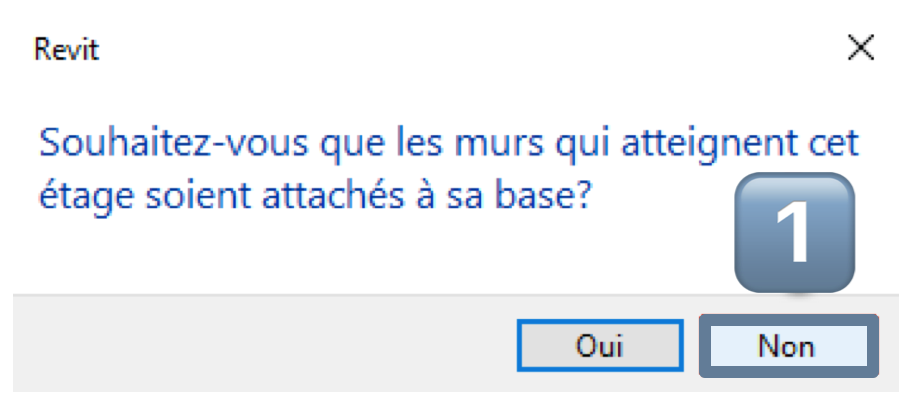 Revit
Souhaitez-vous que les murs qui atteignent cet
étage soient attachés à sa base?
1
Oui
Non